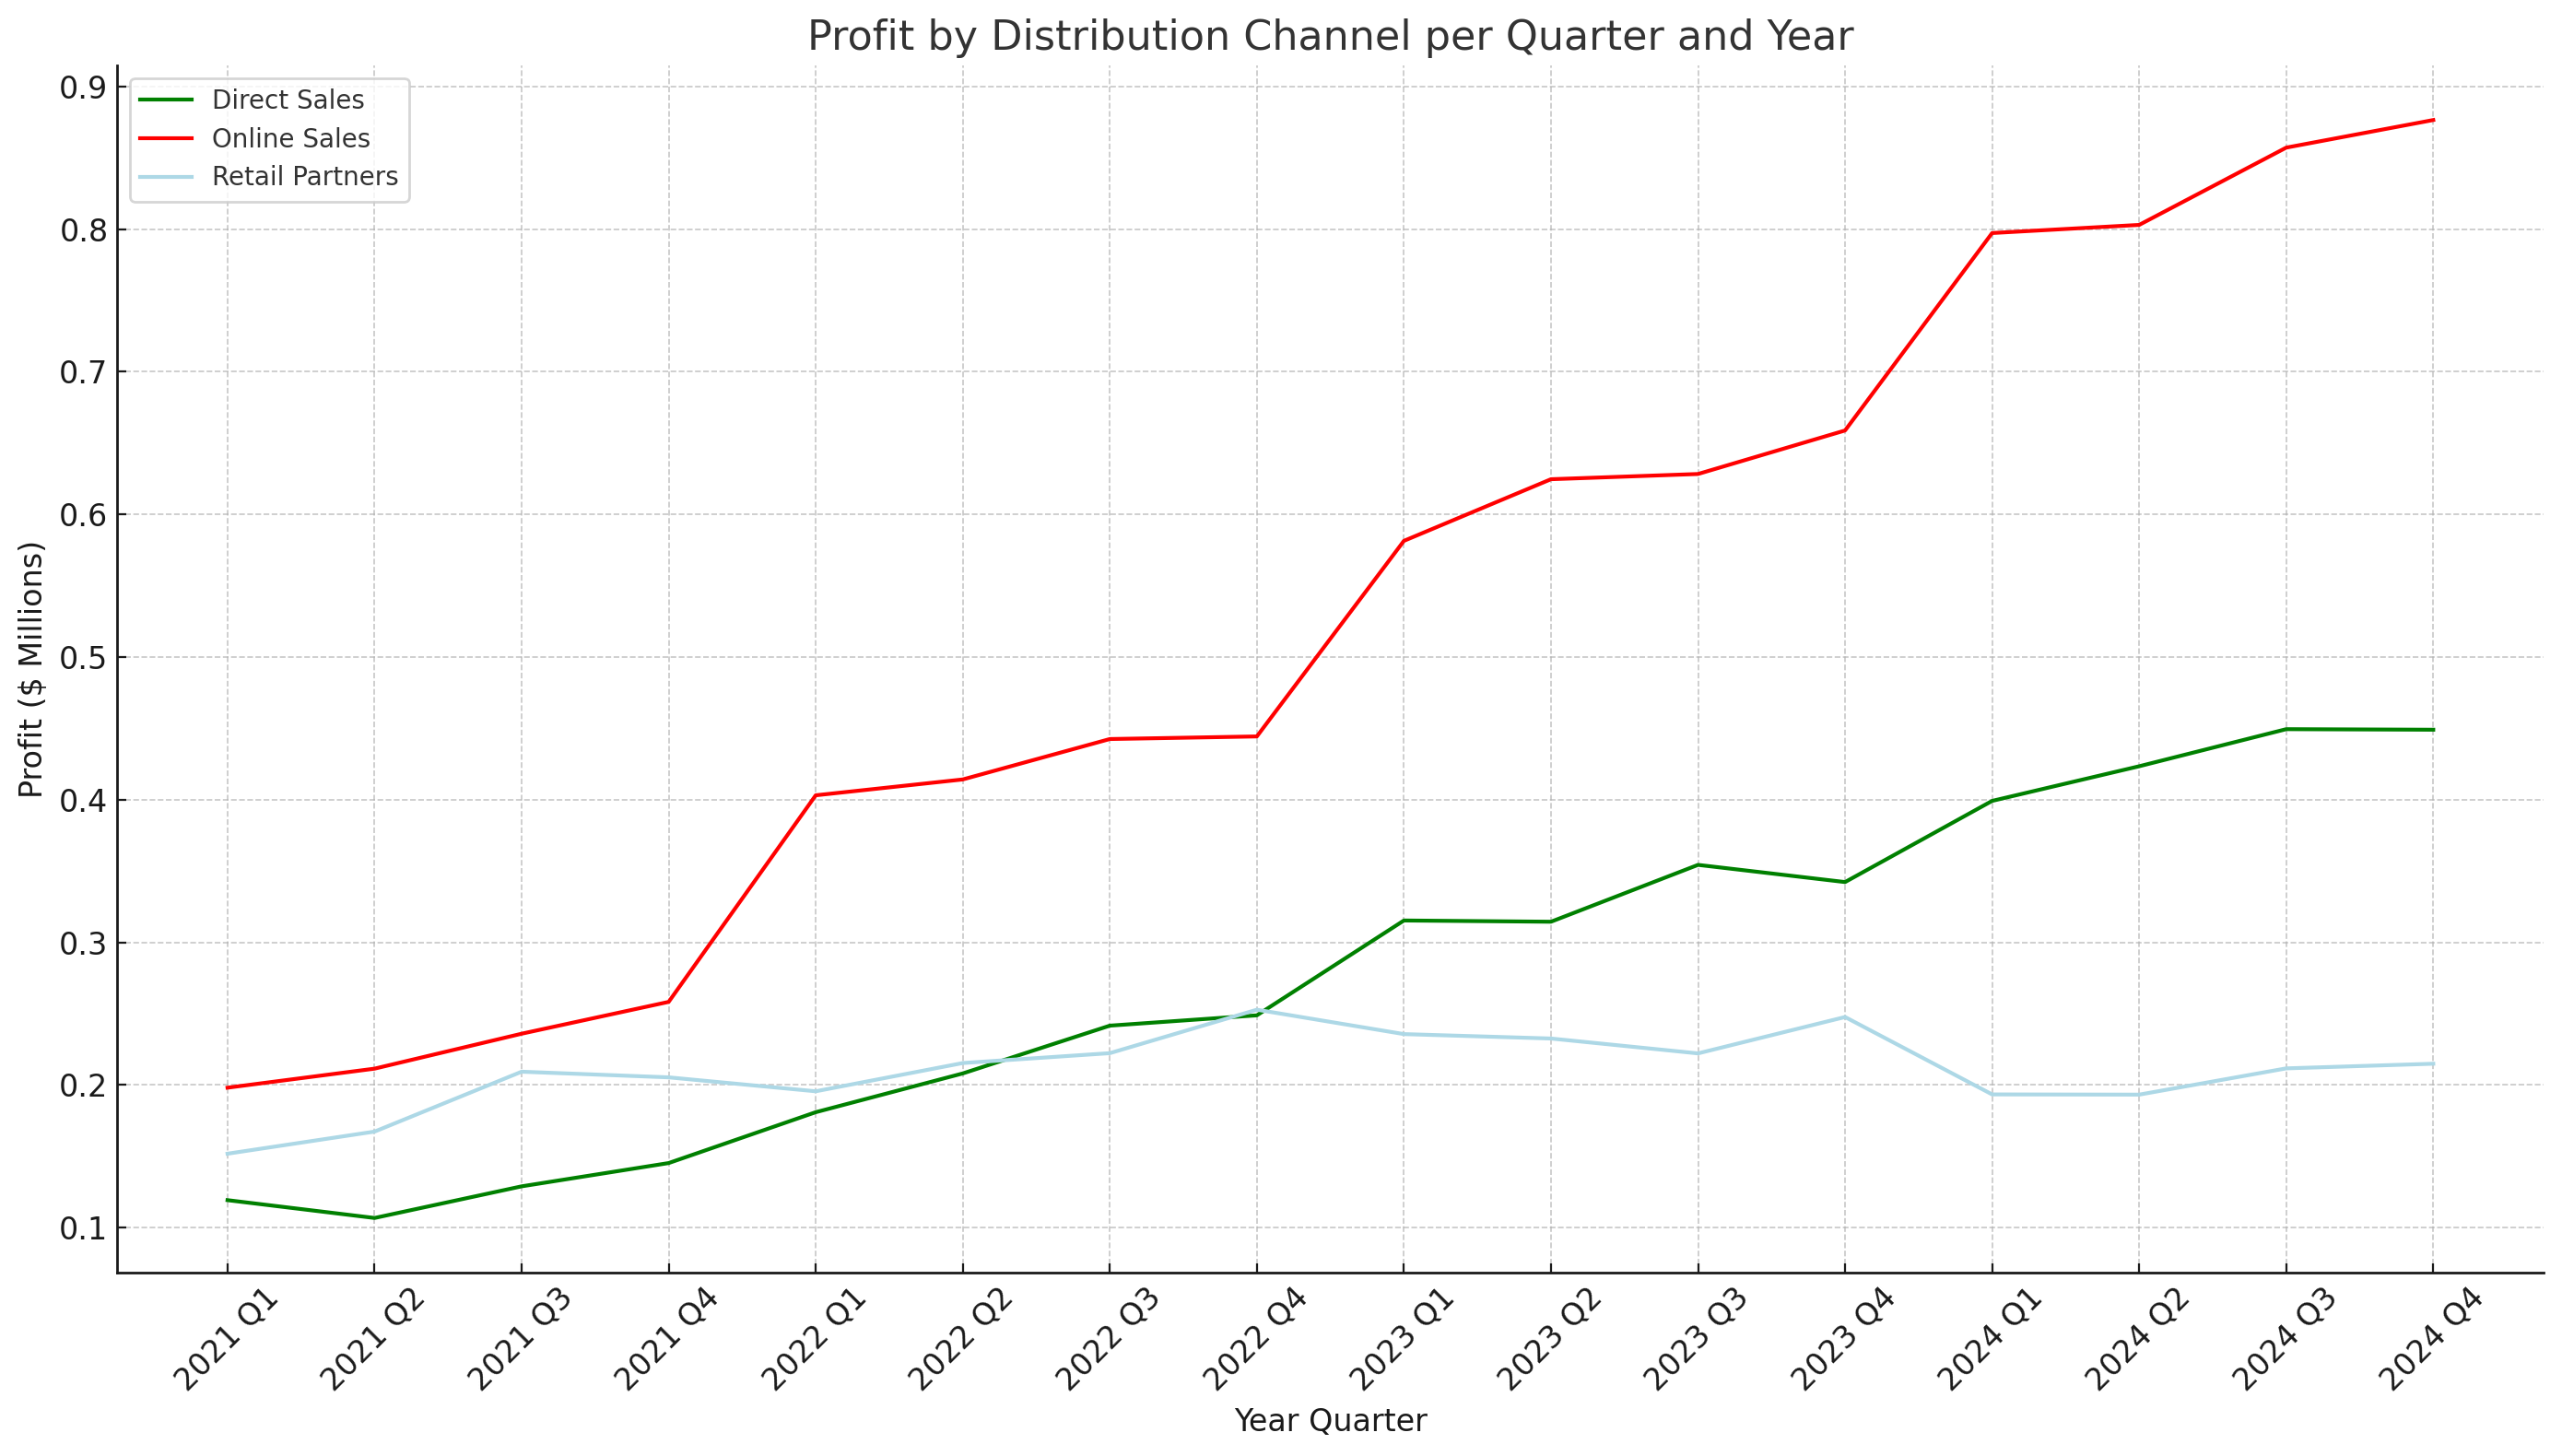 Profit by Distribution Channel per Quarter and Year
Direct Sales
Online Sales
Retail Partners
Profit ($ Millions)
0.9
0.8
0.7
0.6
0.5
0.4
0.3
0.2
0.1
2021 Q1
2021 Q2
2021 Q3
2021 Q4
2022 Q1
2022 Q2
2022 Q3
2022 Q4
2023 Q1
2023 Q2
2023 Q3
2023 Q4
2024 Q1
2024 Q2
2024 Q3
2024 Q4
Year Quarter